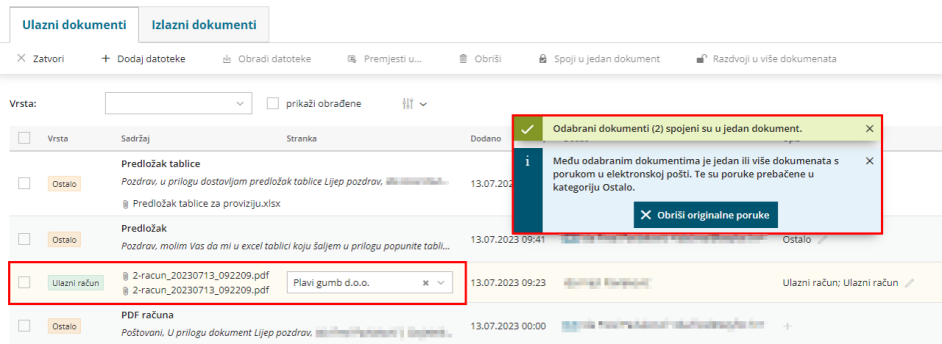 Ulazni dokumenti
Izlazni dokumenti
Zatvori
Dodaj datoteke
Obradi datoteke
Premjesti u...
Obriši
Spoji u jedan dokument
Razdvoji u više dokumenata
Vrsta:
prikaži obrađene
Odabrani dokumenti (2) spojeni su u jedan dokument.
Vrsta
Sadržaj
Stranka
Dodano
Među odabranim dokumentima je jedan ili više dokumenata s
porukom u elektronskoj pošti. Te su poruke prebačene u
kategoriju Ostalo.
Obriši originalne poruke
Ostalo
Predložak tablice
Pozdrav, u prilogu dostavljam predložak tablice Lijep pozdrav,
Predložak tablice za proviziju.xlsx
13.07.202
Ostalo
Predložak
Pozdrav, molim Vas da mi u excel tablici koju šaljem u prilogu popunite tabli...
13.07.2023 09:41
Ostalo
Ulazni račun
2-racun_20230713_092209.pdf
2-racun_20230713_092209.pdf
Plavi gumb d.o.o.
13.07.2023 09:23
Ulazni račun; Ulazni račun
Ostalo
PDF računa
Poštovani, U prilogu dokument Lijep pozdrav,
13.07.2023 00:00